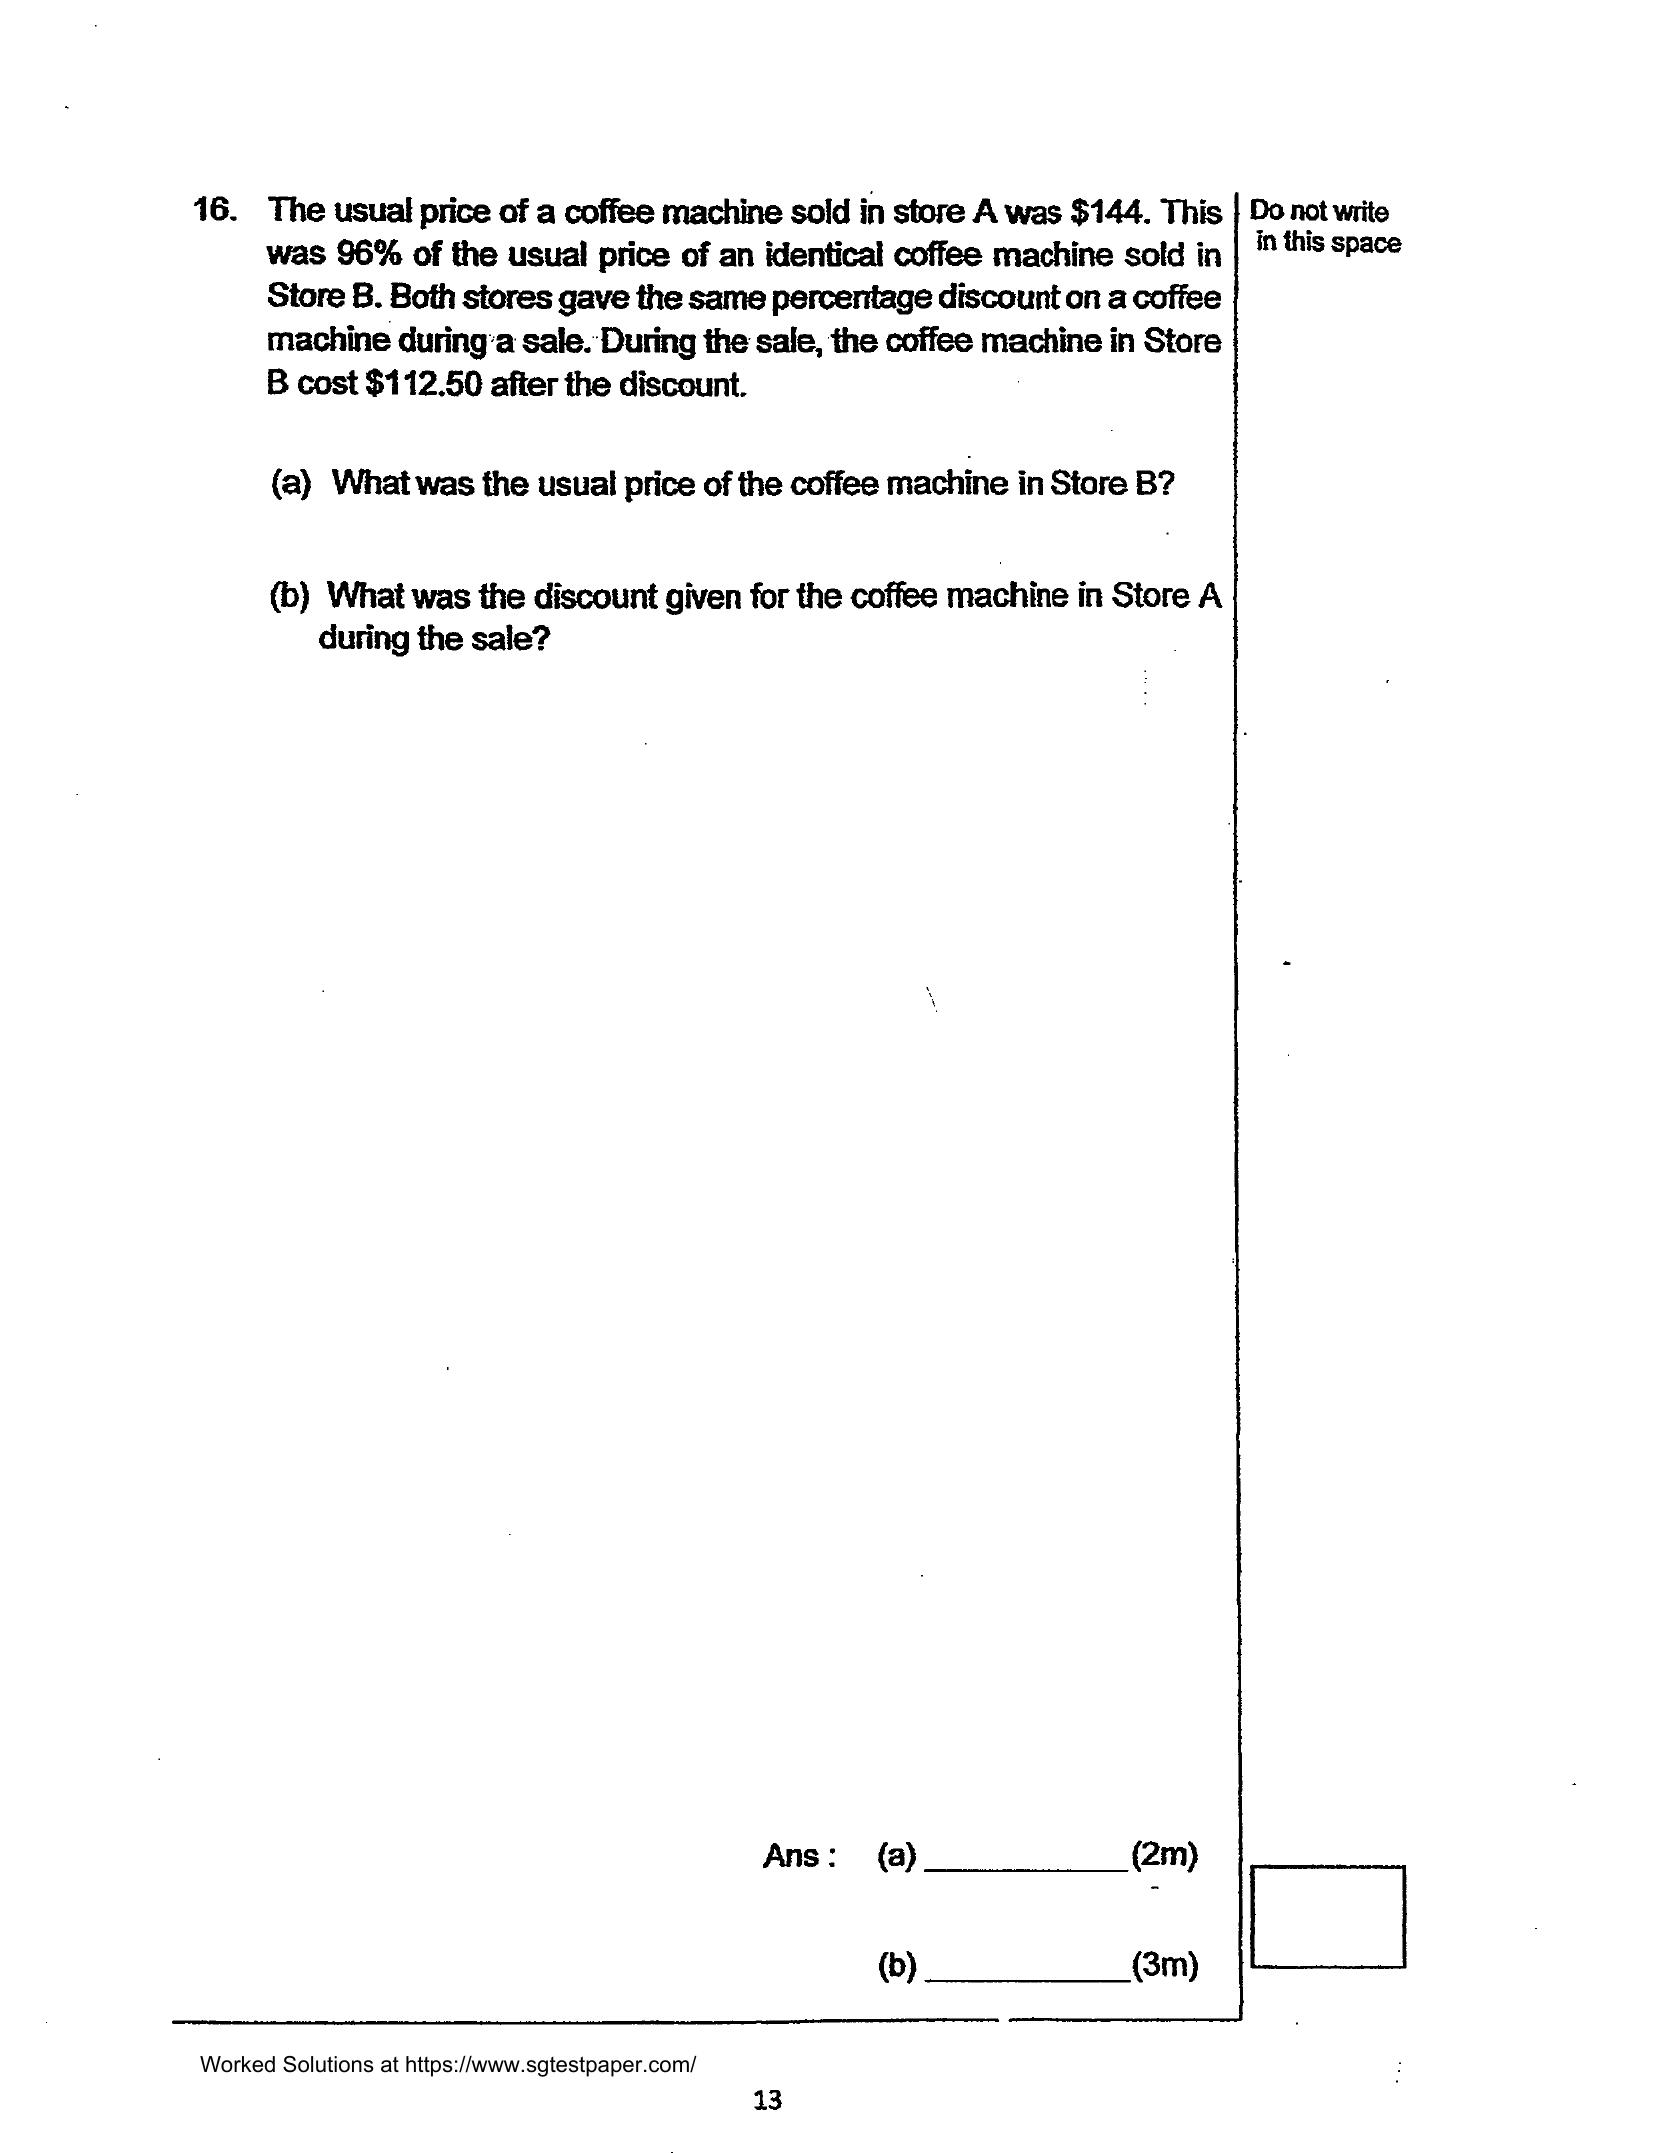 16. The usual price of a coffee machine sold in store A was $144. This
was 96% of the usual price of an identical coffee machine sold in
Store B. Both stores gave the same percentage discount on a coffee
machine during a sale. During the sale, the coffee machine in Store
B cost $112.50 after the discount.
Do not write
in this space
(a) What was the usual price of the coffee machine in Store B?
(b) What was the discount given for the coffee machine in Store A
during the sale?
Ans : (a) ____________ (2m)
(b) ____________ (3m)
Worked Solutions at https://www.sgtestpaper.com/
13